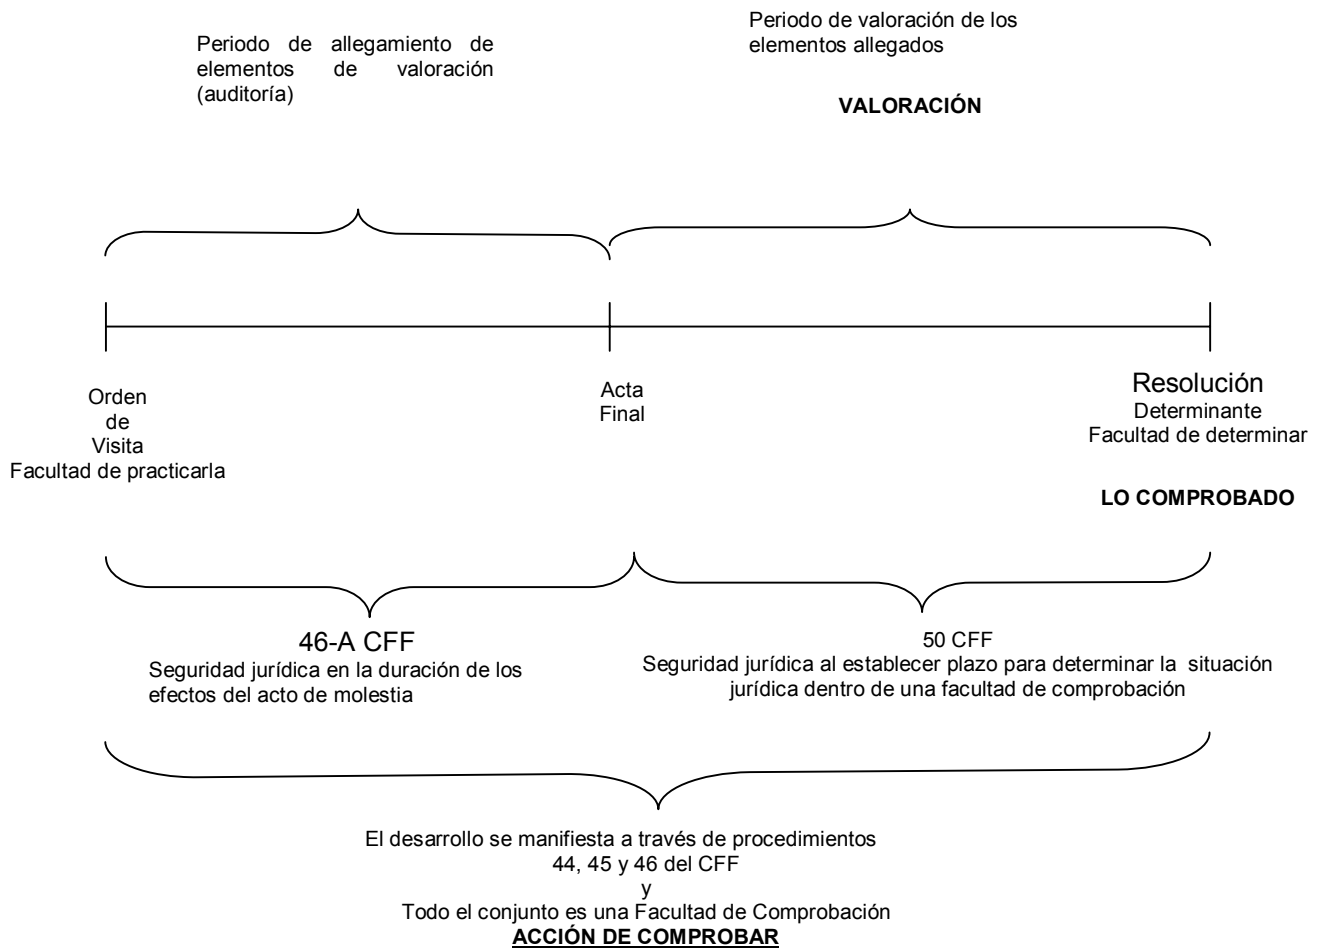 Periodo de allegamiento de
elementos de valoración
(auditoría)
Periodo de valoración de los
elementos allegados
VALORACIÓN
Orden
de
Visita
Facultad de practicarla
Acta
Final
Resolución
Determinante
Facultad de determinar
LO COMPROBADO
46-A CFF
Seguridad jurídica en la duración de los
efectos del acto de molestia
50 CFF
Seguridad jurídica al establecer plazo para determinar la situación
jurídica dentro de una facultad de comprobación
El desarrollo se manifiesta a través de procedimientos
44, 45 y 46 del CFF
y
Todo el conjunto es una Facultad de Comprobación
ACCIÓN DE COMPROBAR